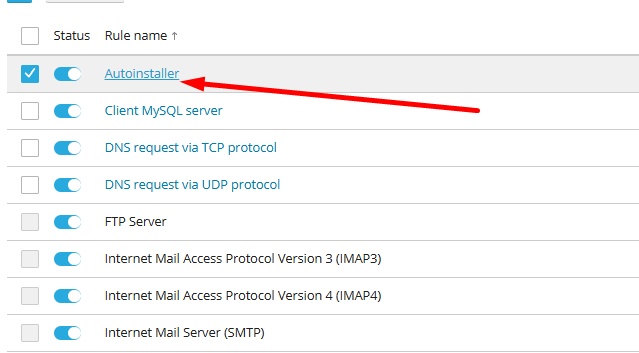 Status Rule name ↑
Autoinstaller
Client MySQL server
DNS request via TCP protocol
DNS request via UDP protocol
FTP Server
Internet Mail Access Protocol Version 3 (IMAP3)
Internet Mail Access Protocol Version 4 (IMAP4)
Internet Mail Server (SMTP)